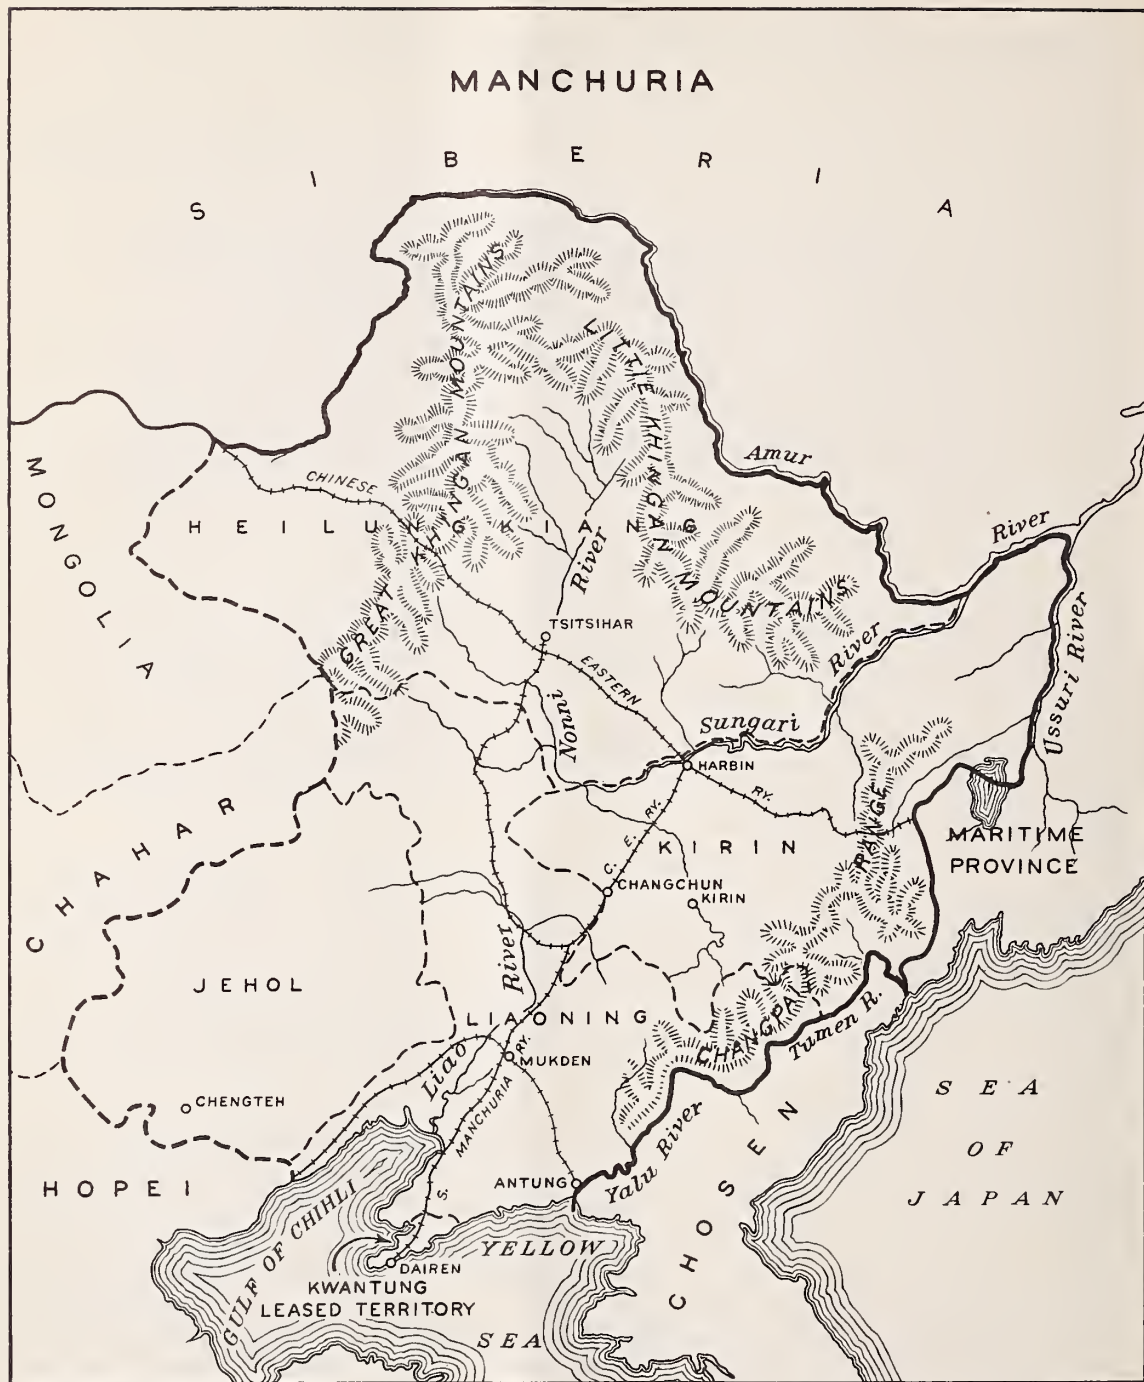 MANCHURIA
SIBERIA
GREAT KHINGAN MOUNTAINS
LITTLE KHINGAN MOUNTAINS
Amur
River
MONGOLIA
CHINESE
HEILUNGKIANG
River
Ussuri River
TSITSIHAR
EASTERN
River
Nonni
Sungari
HARBIN
RY.
C. E. RY.
CHAHAR
KIRIN
RANGE
MARITIME
PROVINCE
CHANGCHUN
KIRIN
River
JEHOL
LIAONING
CHANGPAI
Tumen R.
Liao
RY.
MUKDEN
MANCHURIA
S.
CHENGTEH
SEA
OF
JAPAN
Yalu River
CHOSEN
HOPEI
ANTUNG
GULF OF CHIHLI
YELLOW
DAIREN
KWANTUNG
LEASED TERRITORY
SEA